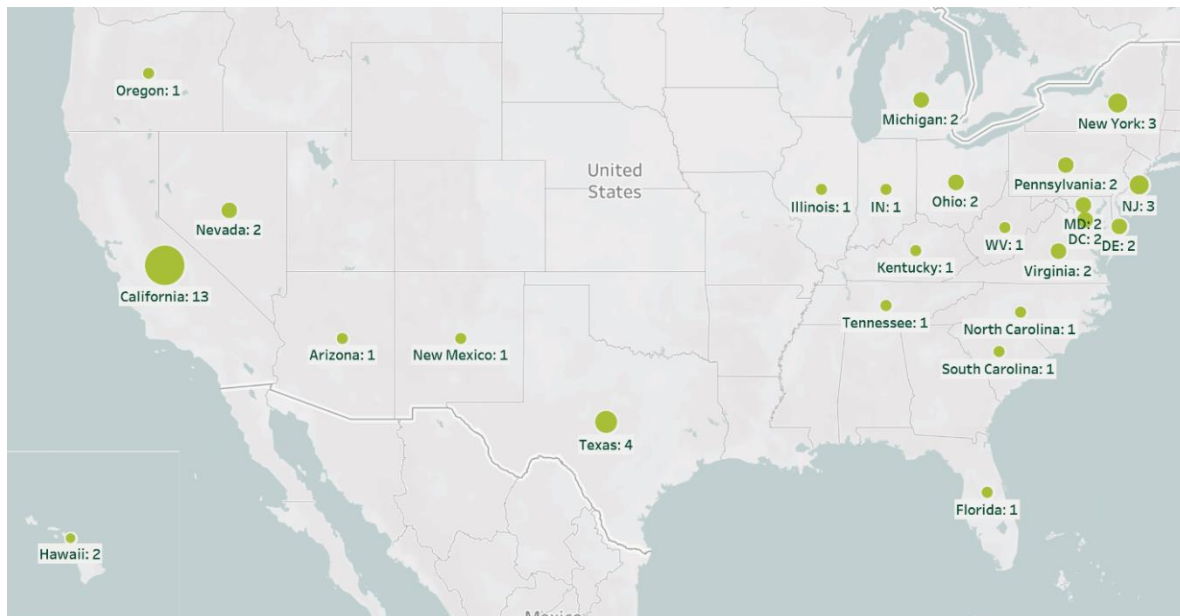 Oregon: 1
Michigan: 2
New York: 3
United
States
Pennsylvania: 2
Nevada: 2
Illinois: 1
IN: 1
Ohio: 2
NJ: 3
MD: 2
DC: 2
DE: 2
WV: 1
Kentucky: 1
Virginia: 2
California: 13
Tennessee: 1
North Carolina: 1
Arizona: 1
New Mexico: 1
South Carolina: 1
Texas: 4
Florida: 1
Hawaii: 2
Mexico